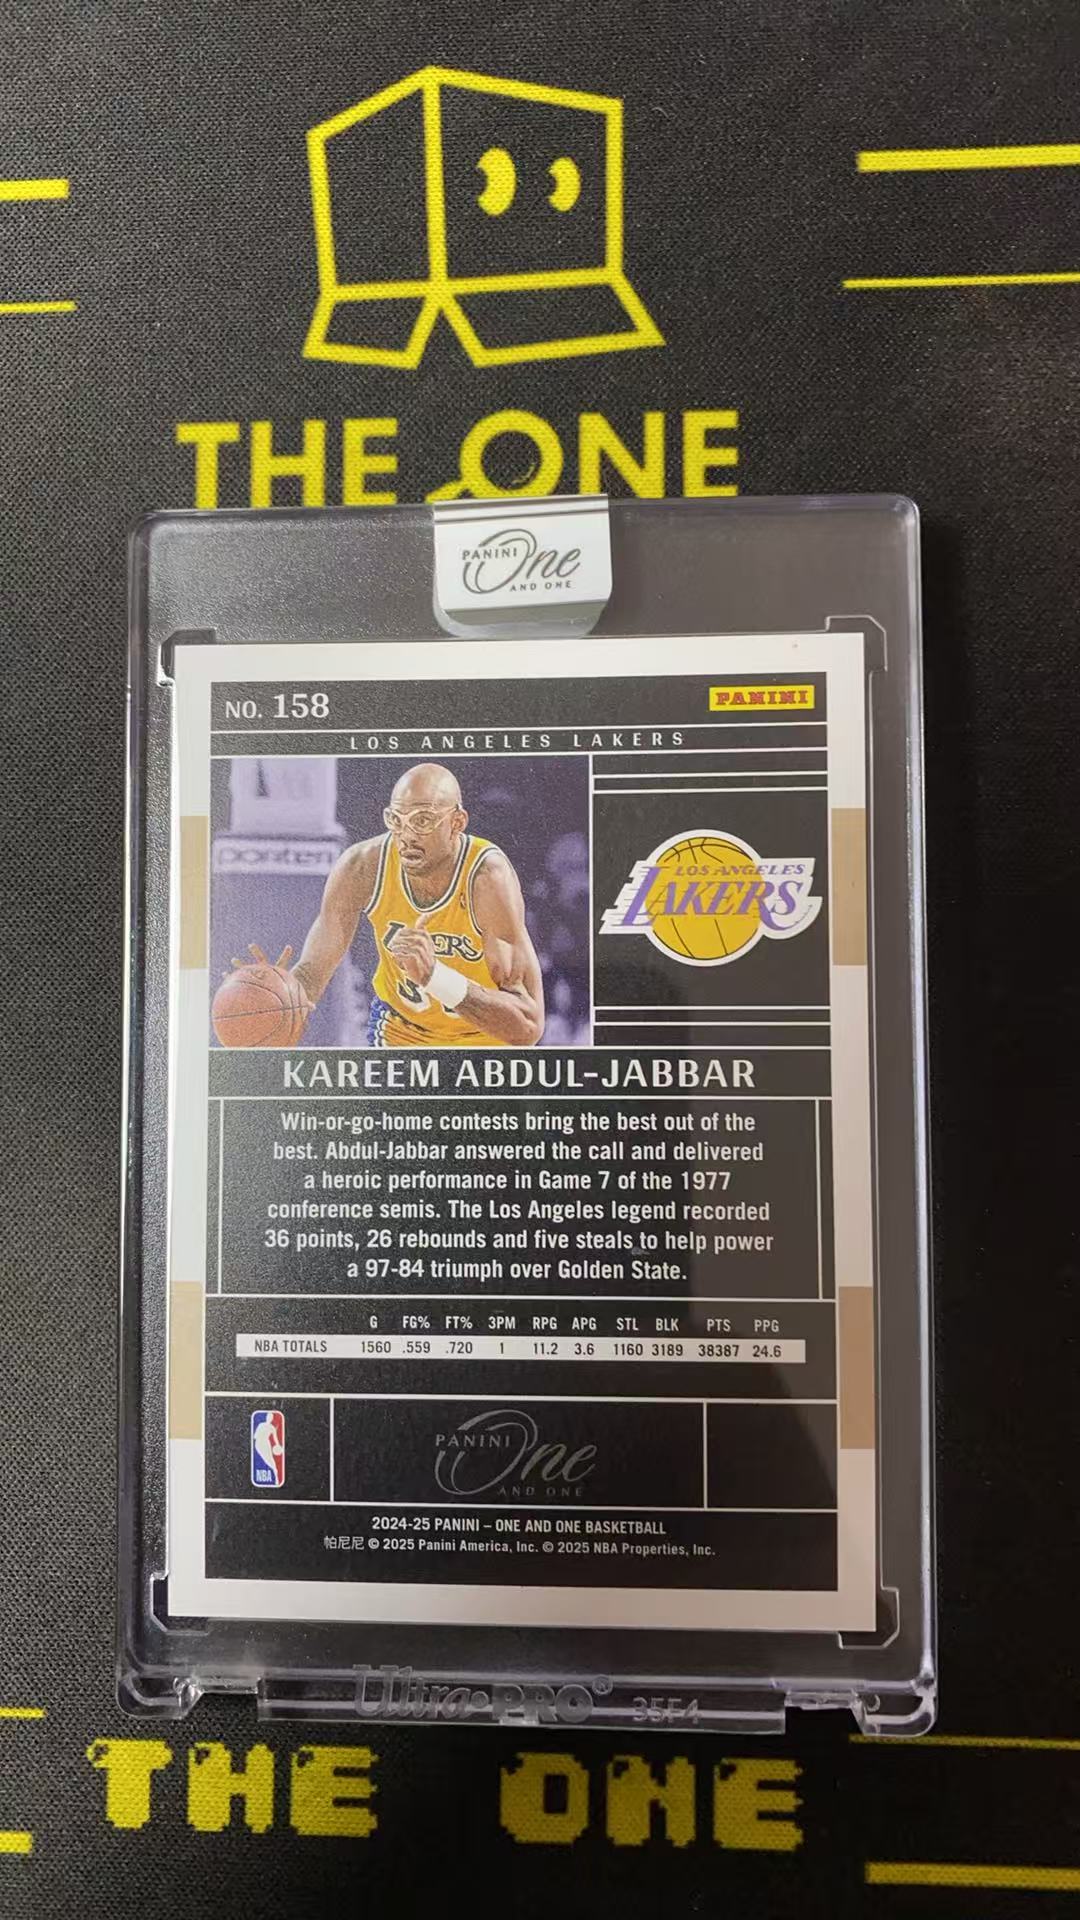 THE ONE
PANINI One
AND ONE
NO. 158
PANINI
LOS ANGELES LAKERS
LOS ANGELES
LAKERS
KAREEM ABDUL-JABBAR
Win-or-go-home contests bring the best out of the
best. Abdul-Jabbar answered the call and delivered
a heroic performance in Game 7 of the 1977
conference semis. The Los Angeles legend recorded
36 points, 26 rebounds and five steals to help power
a 97-84 triumph over Golden State.
G FG% FT% 3PM RPG APG STL BLK PTS PPG
NBA TOTALS 1560 .559 .720 1 11.2 3.6 1160 3189 38387 24.6
NBA
PANINI One
AND ONE
2024-25 PANINI – ONE AND ONE BASKETBALL
帕尼尼 © 2025 Panini America, Inc. © 2025 NBA Properties, Inc.
Ultra PRO® 35F4
THE ONE